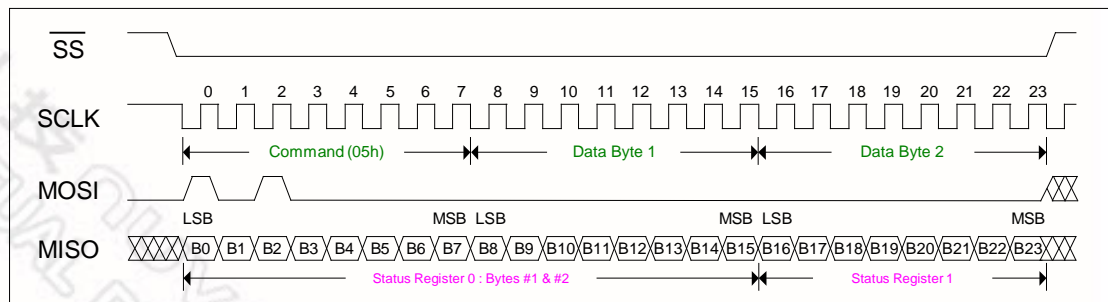 SS
0 1 2 3 4 5 6 7 8 9 10 11 12 13 14 15 16 17 18 19 20 21 22 23
SCLK
Command (05h) Data Byte 1 Data Byte 2
MOSI
LSB MSB LSB MSB LSB MSB
MISO B0 B1 B2 B3 B4 B5 B6 B7 B8 B9 B10 B11 B12 B13 B14 B15 B16 B17 B18 B19 B20 B21 B22 B23
Status Register 0 : Bytes #1 & #2 Status Register 1